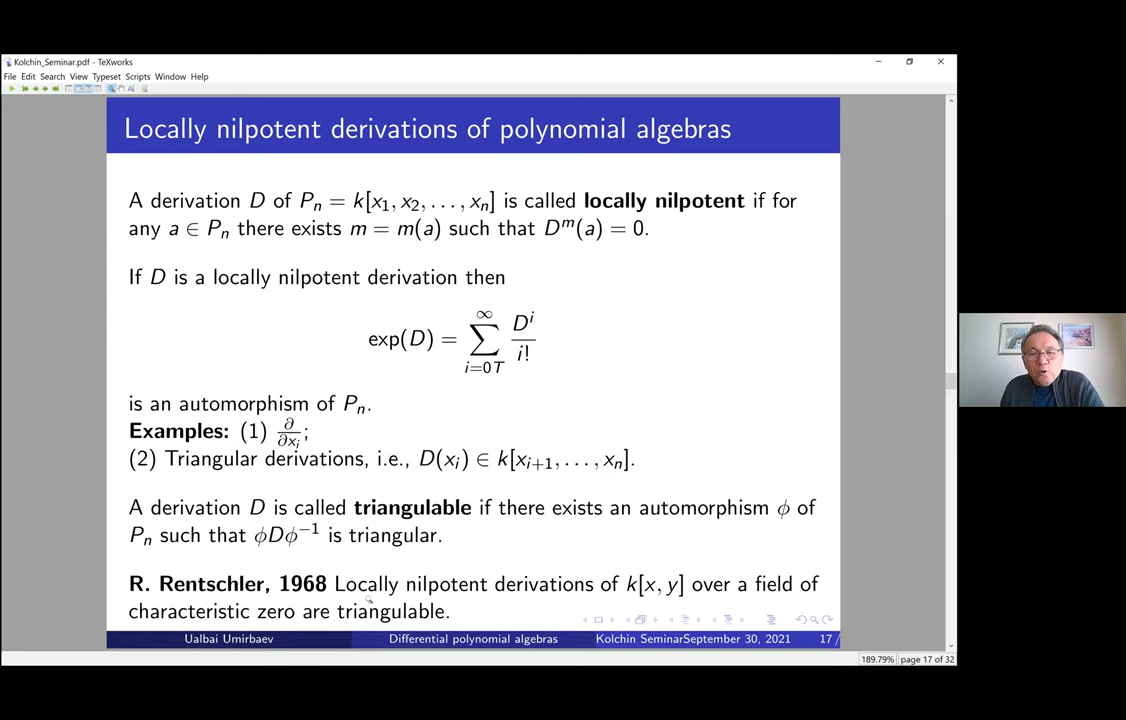 Kolchin_Seminar.pdf - TeXworks
File Edit Search View Typeset Scripts Window Help
Locally nilpotent derivations of polynomial algebras
A derivation D of Pₙ = k[x₁, x₂, . . . , xₙ] is called locally nilpotent if for
any a ∈ Pₙ there exists m = m(a) such that Dᵐ(a) = 0.
If D is a locally nilpotent derivation then
exp(D) = ∑_{i=0T}^{∞} Dⁱ/i!
is an automorphism of Pₙ.
Examples: (1) ∂/∂xᵢ;
(2) Triangular derivations, i.e., D(xᵢ) ∈ k[xᵢ₊₁, . . . , xₙ].
A derivation D is called triangulable if there exists an automorphism ϕ of
Pₙ such that ϕDϕ⁻¹ is triangular.
R. Rentschler, 1968 Locally nilpotent derivations of k[x, y] over a field of
characteristic zero are triangulable.
Ualbai Umirbaev Differential polynomial algebras Kolchin SeminarSeptember 30, 2021 17 /
189.79% page 17 of 32